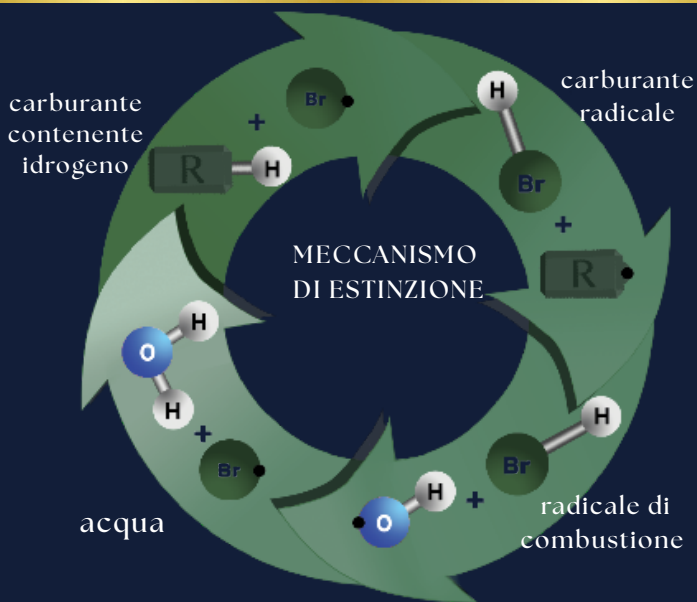 carburante
contenente
idrogeno
R
H
+
Br
H
Br
carburante
radicale
+
R
MECCANISMO
DI ESTINZIONE
H
Br
+
H
O
radicale di
combustione
H
O
H
+
Br
acqua